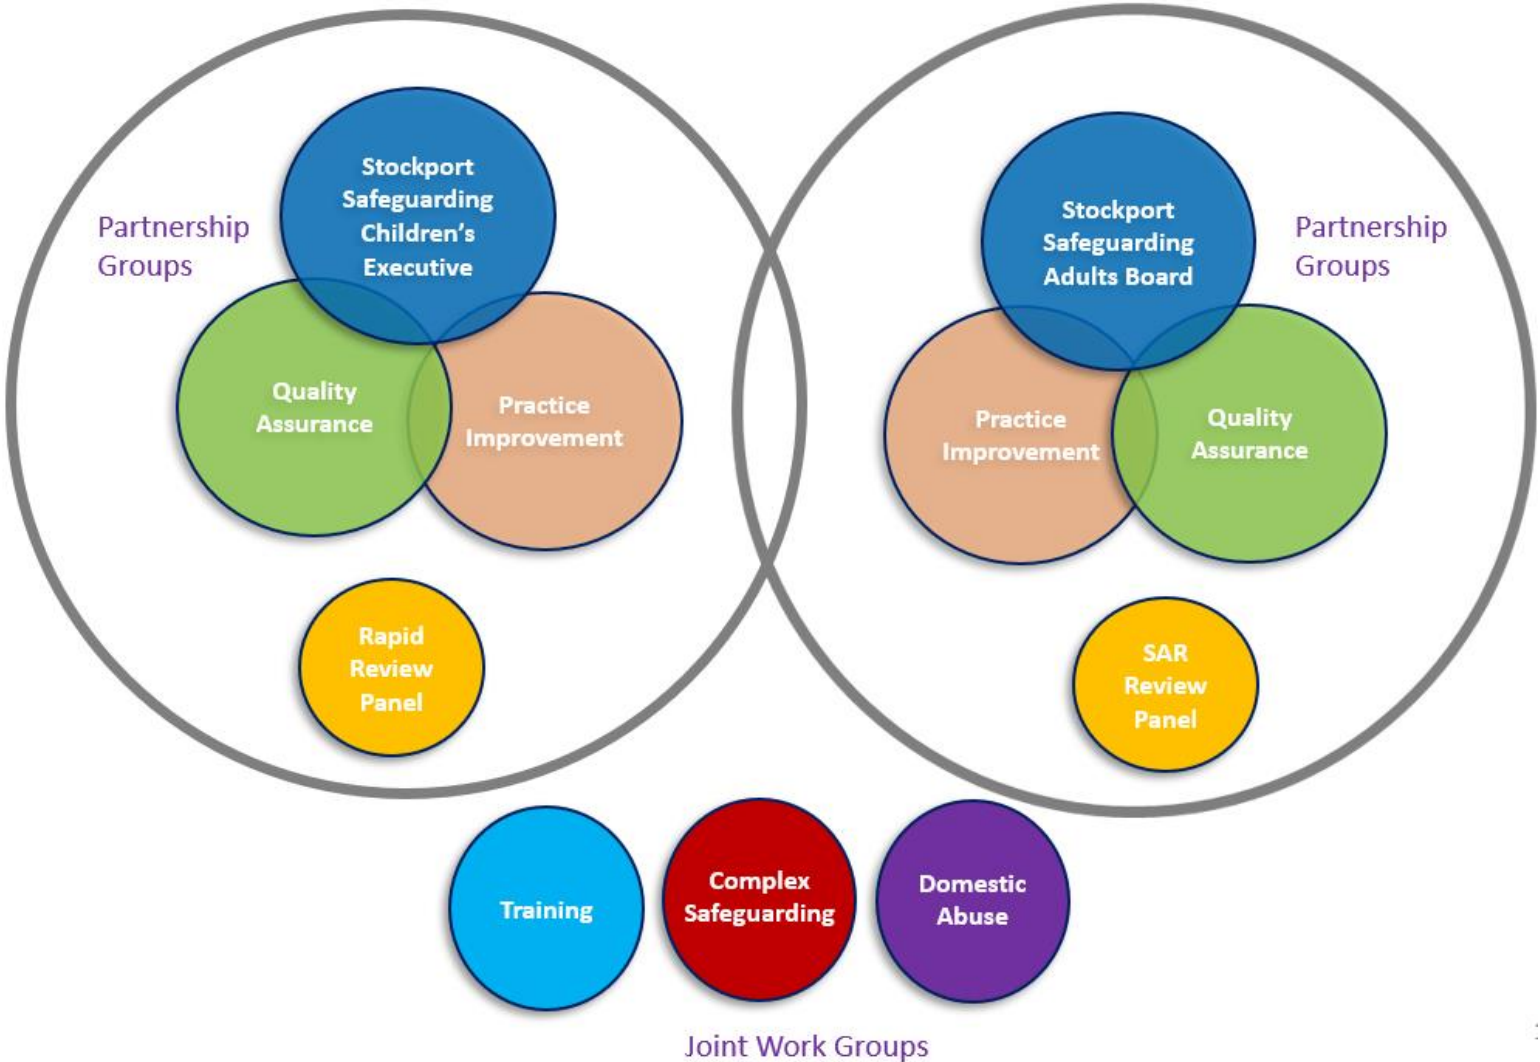 Partnership
Groups
Stockport
Safeguarding
Children's
Executive
Quality
Assurance
Practice
Improvement
Rapid
Review
Panel
Stockport
Safeguarding
Adults Board
Partnership
Groups
Practice
Improvement
Quality
Assurance
SAR
Review
Panel
Training
Complex
Safeguarding
Domestic
Abuse
Joint Work Groups